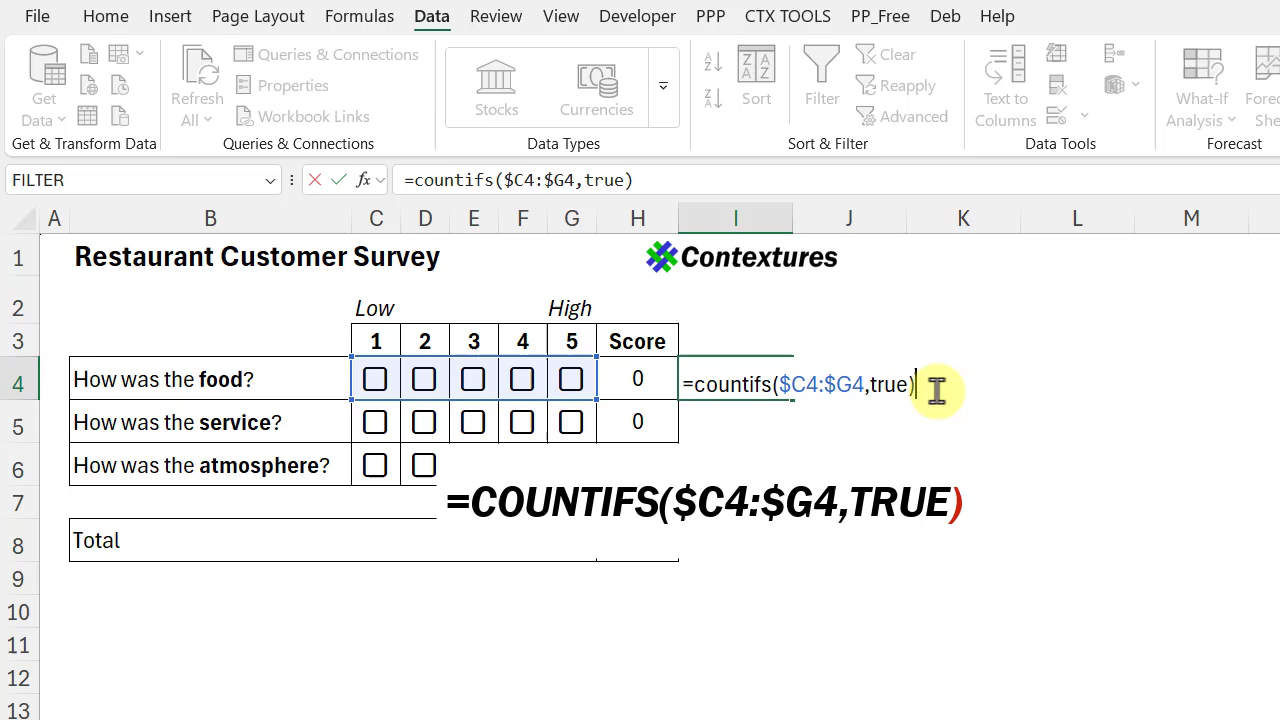 File Home Insert Page Layout Formulas Data Review View Developer PPP CTX TOOLS PP_Free Deb Help
Get Data
Refresh All
Queries & Connections
Properties
Workbook Links
Stocks
Currencies
Sort
Filter
Clear
Reapply
Advanced
Text to Columns
What-If Analysis
Get & Transform Data Queries & Connections Data Types Sort & Filter Data Tools Forecast
FILTER fx =countifs($C4:$G4,true)
A B C D E F G H I J K L M
1 Restaurant Customer Survey Contextures
2 Low High
3 1 2 3 4 5 Score
4 How was the food? 0 =countifs($C4:$G4,true)
5 How was the service? 0
6 How was the atmosphere?
7 =COUNTIFS($C4:$G4,TRUE)
8 Total
9
10
11
12
13